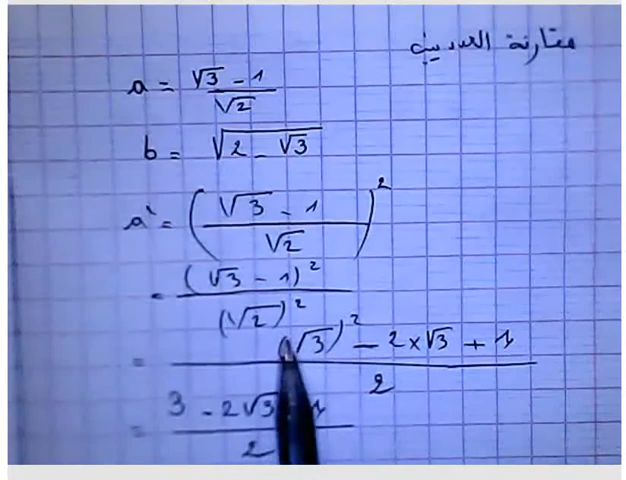 مقارنة العددين
a = (√3 - 1)/√2
b = √(2 - √3)
a² = ((√3 - 1)/√2)²
= (√3 - 1)²/(√2)²
= ((√3)² - 2×√3 + 1)/2
= (3 - 2√3 + 1)/2